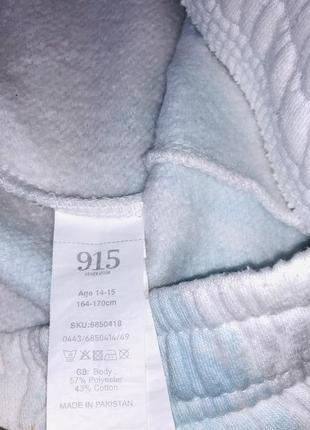 915
GENERATION
Age 14-15
164-170cm
SKU:6850418
0443/6850414/49
GB: Body :
57% Polyester
43% Cotton
MADE IN PAKISTAN